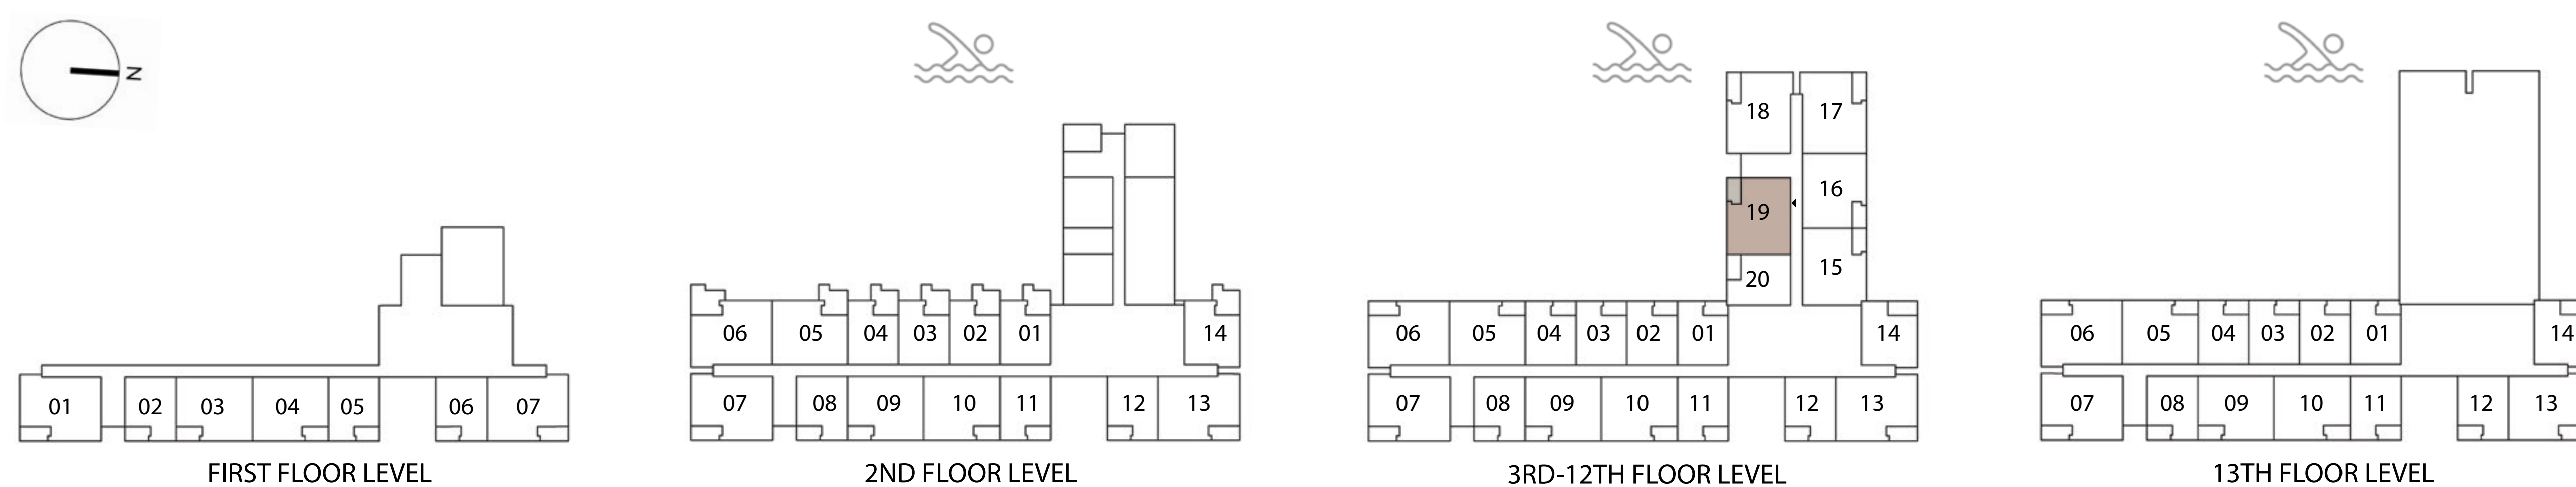 N
18 17
16
19
15
20
06 05 04 03 02 01 14
06 05 04 03 02 01 14
06 05 04 03 02 01 14
01 02 03 04 05 06 07
07 08 09 10 11 12 13
07 08 09 10 11 12 13
07 08 09 10 11 12 13
FIRST FLOOR LEVEL
2ND FLOOR LEVEL
3RD-12TH FLOOR LEVEL
13TH FLOOR LEVEL